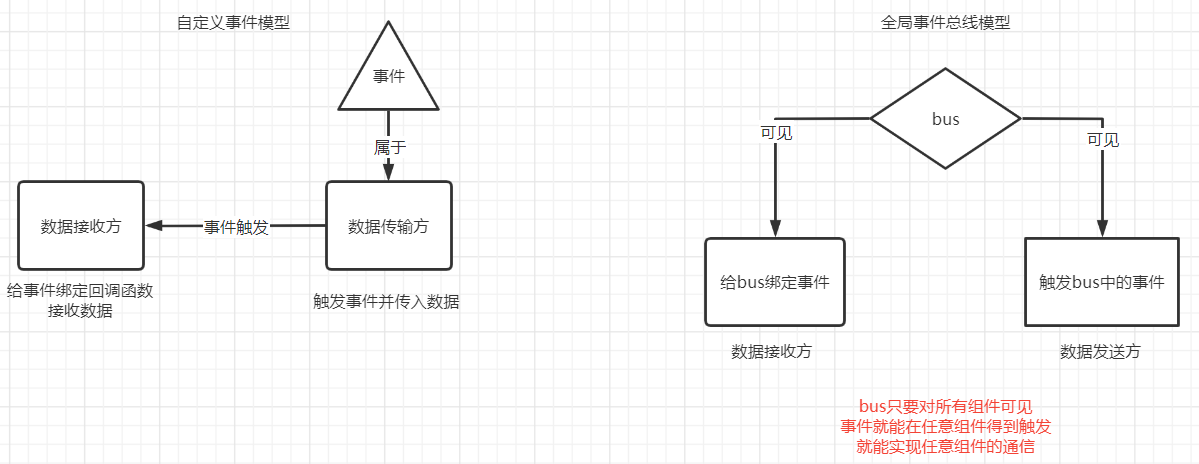 自定义事件模型
事件
属于
数据接收方
事件触发
数据传输方
给事件绑定回调函数
接收数据
触发事件并传入数据
全局事件总线模型
bus
可见
可见
给bus绑定事件
触发bus中的事件
数据接收方
数据发送方
bus只要对所有组件可见
事件就能在任意组件得到触发
就能实现任意组件的通信